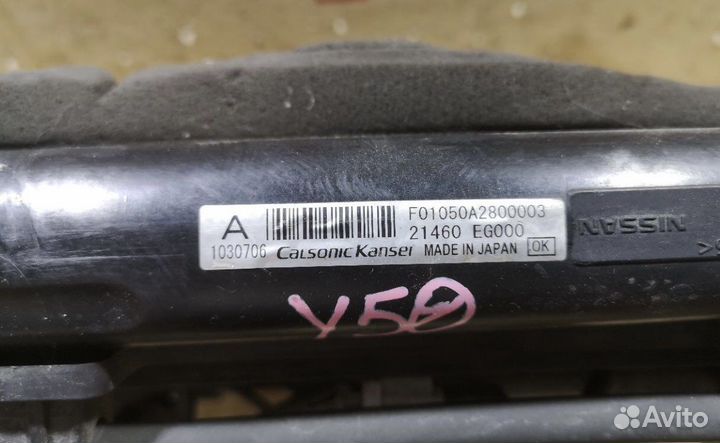 A F01050A2800003
21460 EG000
1030706 Calsonic Kansei MADE IN JAPAN OK
NISSAN
Y50
Avito